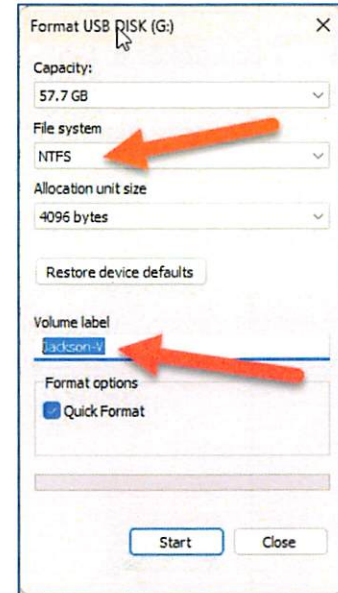 Format USB DISK (G:)
Capacity:
57.7 GB
File system
NTFS
Allocation unit size
4096 bytes
Restore device defaults
Volume label
Jackson-V
Format options
Quick Format
Start Close